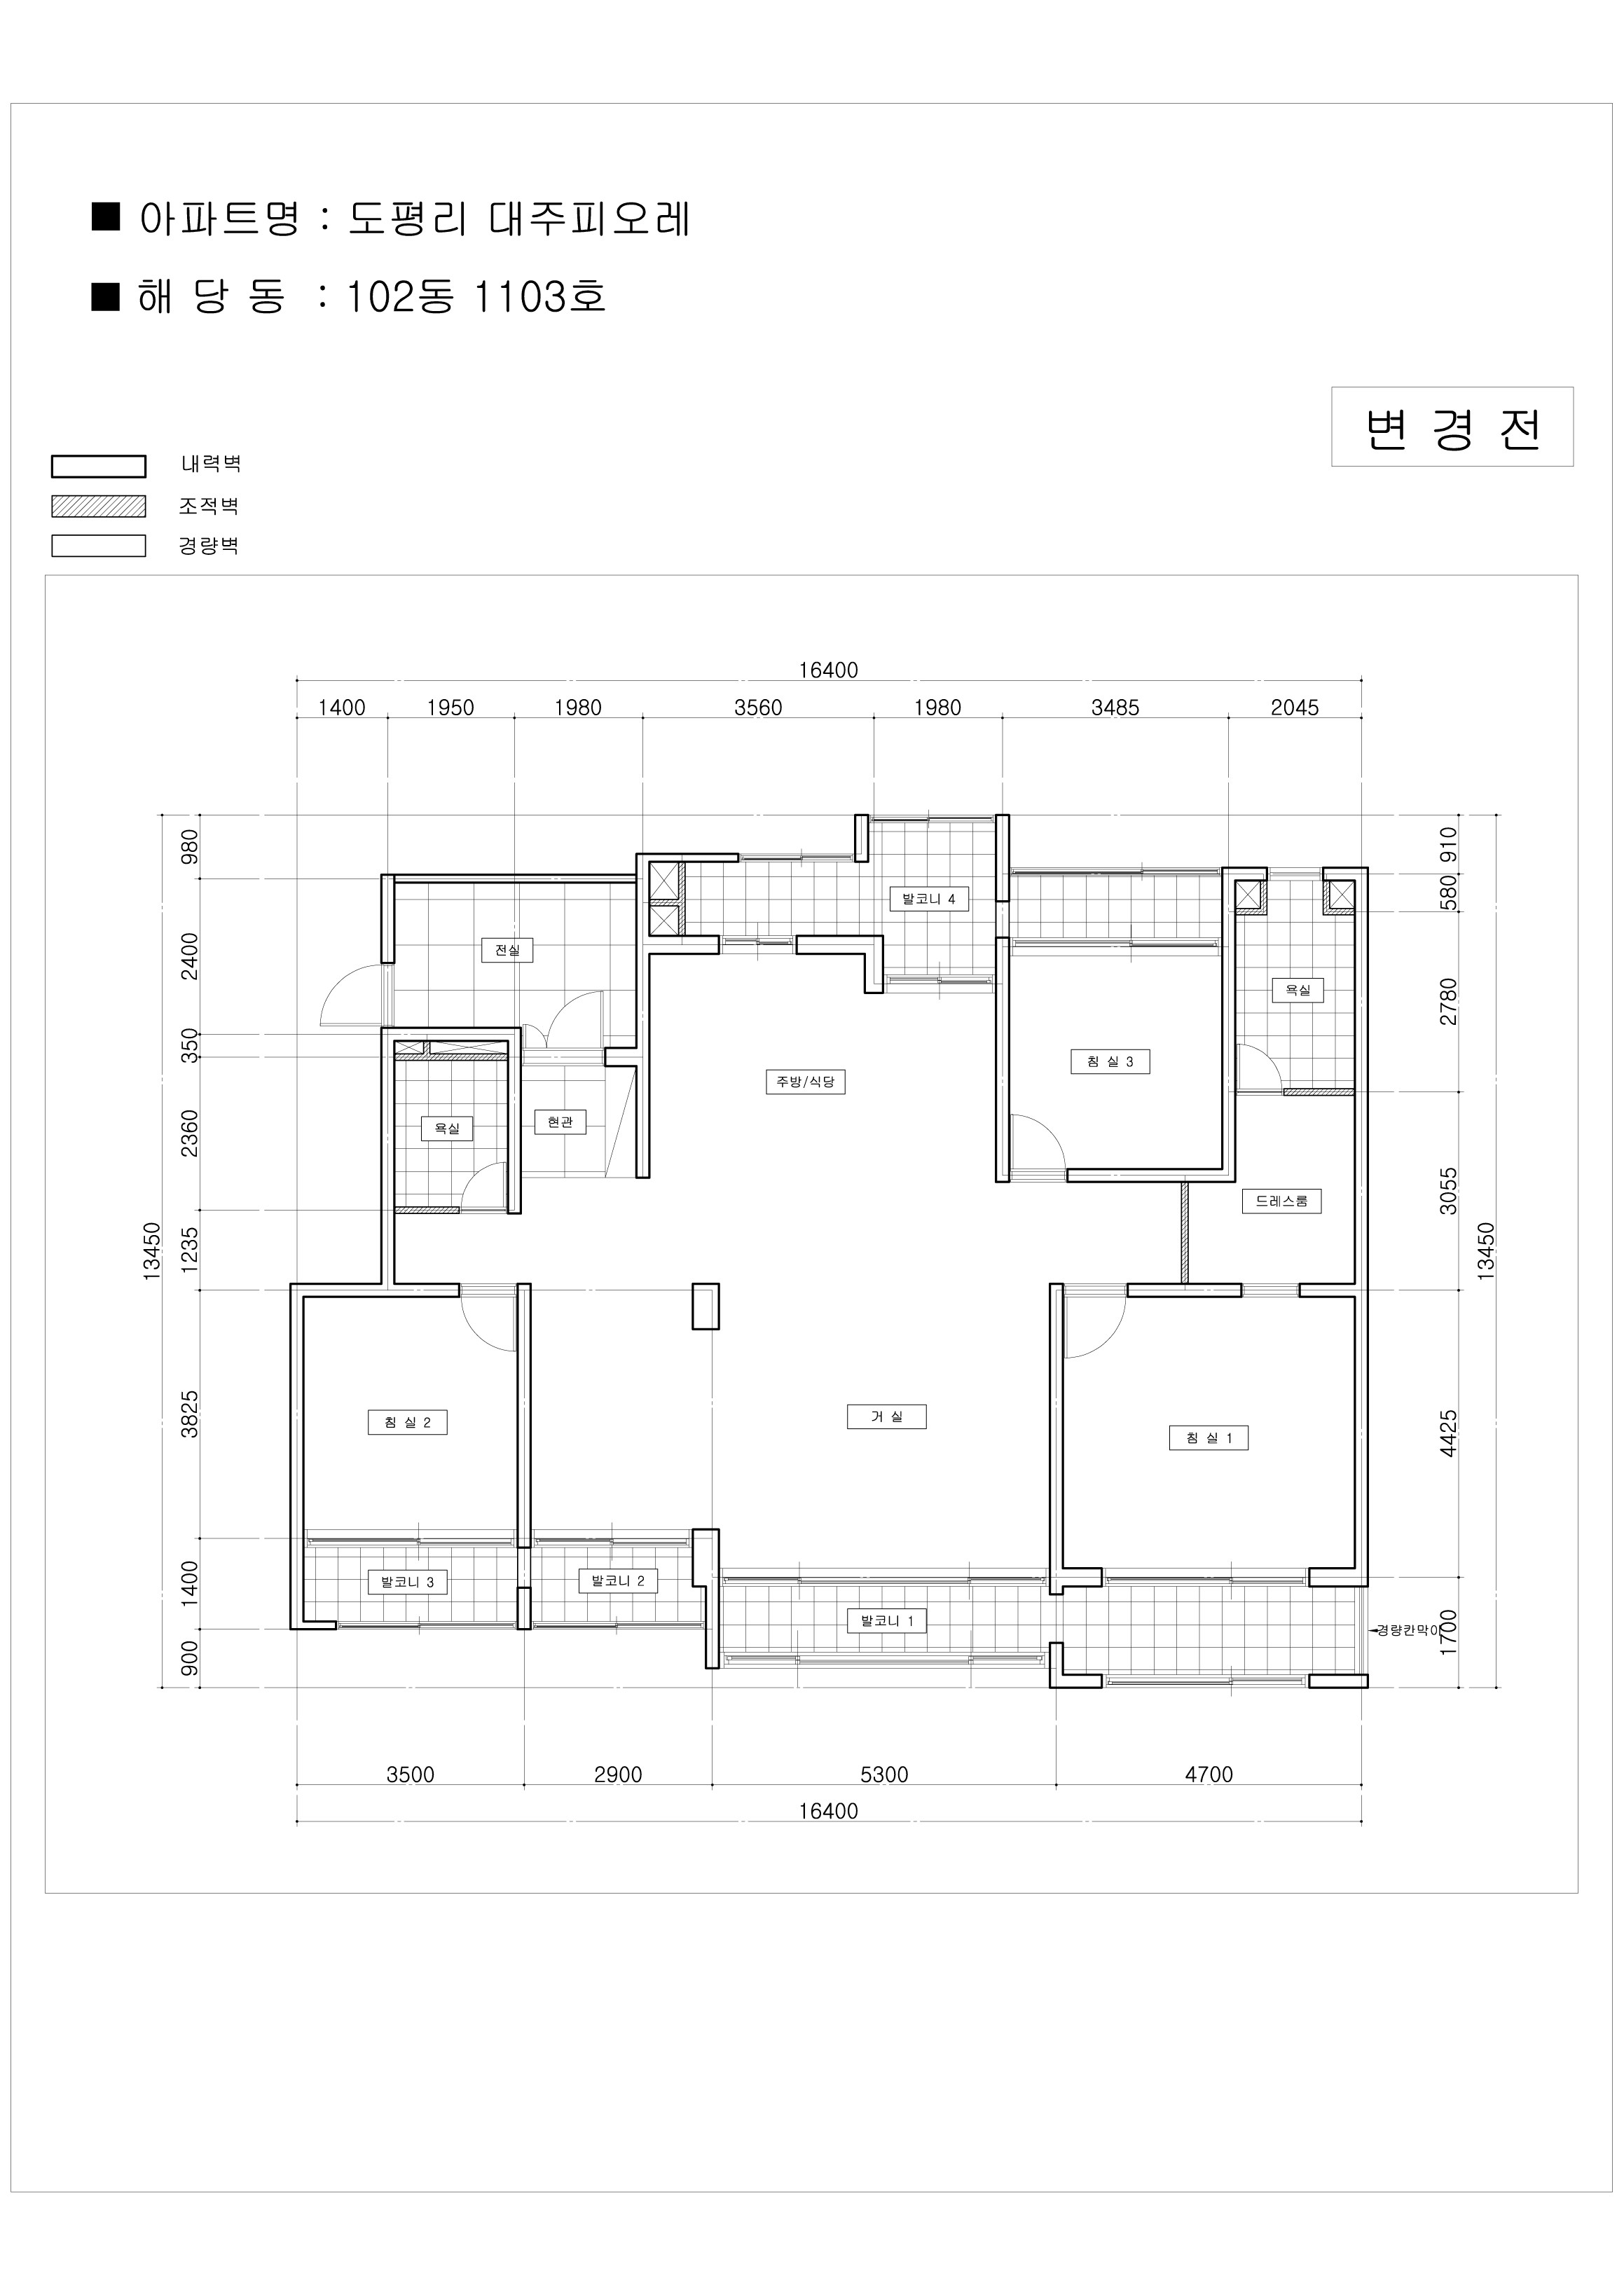 ■ 아파트명 : 도평리 대주피오레
■ 해 당 동 : 102동 1103호
변 경 전
내력벽
조적벽
경량벽
16400
1400 1950 1980 3560 1980 3485 2045
980
2400
350
2360
1235
3825
1400
900
13450
910
580
2780
3055
4425
1700
13450
발코니 4
전실
욕실
침 실 3
주방/식당
현관
욕실
드레스룸
거 실
침 실 2
침 실 1
발코니 3
발코니 2
발코니 1
경량칸막이
3500 2900 5300 4700
16400